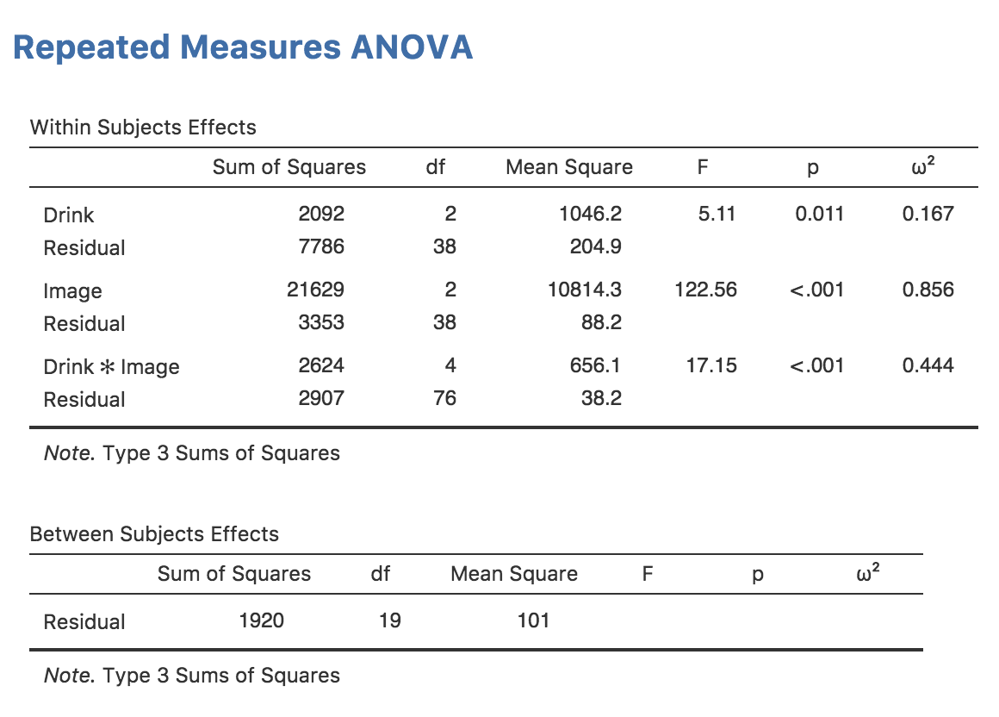 Repeated Measures ANOVA
Within Subjects Effects
Sum of Squares df Mean Square F p ω²
Drink 2092 2 1046.2 5.11 0.011 0.167
Residual 7786 38 204.9
Image 21629 2 10814.3 122.56 <.001 0.856
Residual 3353 38 88.2
Drink ✻ Image 2624 4 656.1 17.15 <.001 0.444
Residual 2907 76 38.2
Note. Type 3 Sums of Squares
Between Subjects Effects
Sum of Squares df Mean Square F p ω²
Residual 1920 19 101
Note. Type 3 Sums of Squares